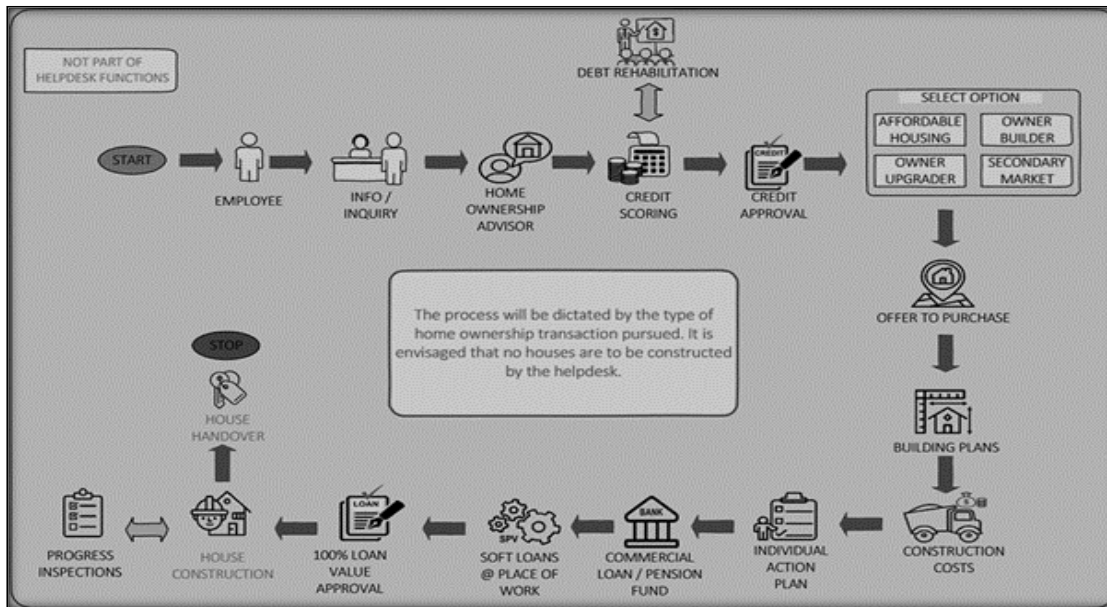 NOT PART OF
HELPDESK FUNCTIONS
DEBT REHABILITATION
SELECT OPTION
AFFORDABLE
HOUSING
OWNER
BUILDER
OWNER
UPGRADER
SECONDARY
MARKET
START
EMPLOYEE
INFO /
INQUIRY
HOME
OWNERSHIP
ADVISOR
CREDIT
SCORING
CREDIT
CREDIT
APPROVAL
OFFER TO PURCHASE
The process will be dictated by the type of
home ownership transaction pursued. It is
envisaged that no houses are to be constructed
by the helpdesk.
STOP
HOUSE
HANDOVER
BUILDING PLANS
PROGRESS
INSPECTIONS
HOUSE
CONSTRUCTION
LOAN
100% LOAN
VALUE
APPROVAL
SPV
SOFT LOANS
@ PLACE OF
WORK
BANK
COMMERCIAL
LOAN / PENSION
FUND
INDIVIDUAL
ACTION
PLAN
CONSTRUCTION
COSTS